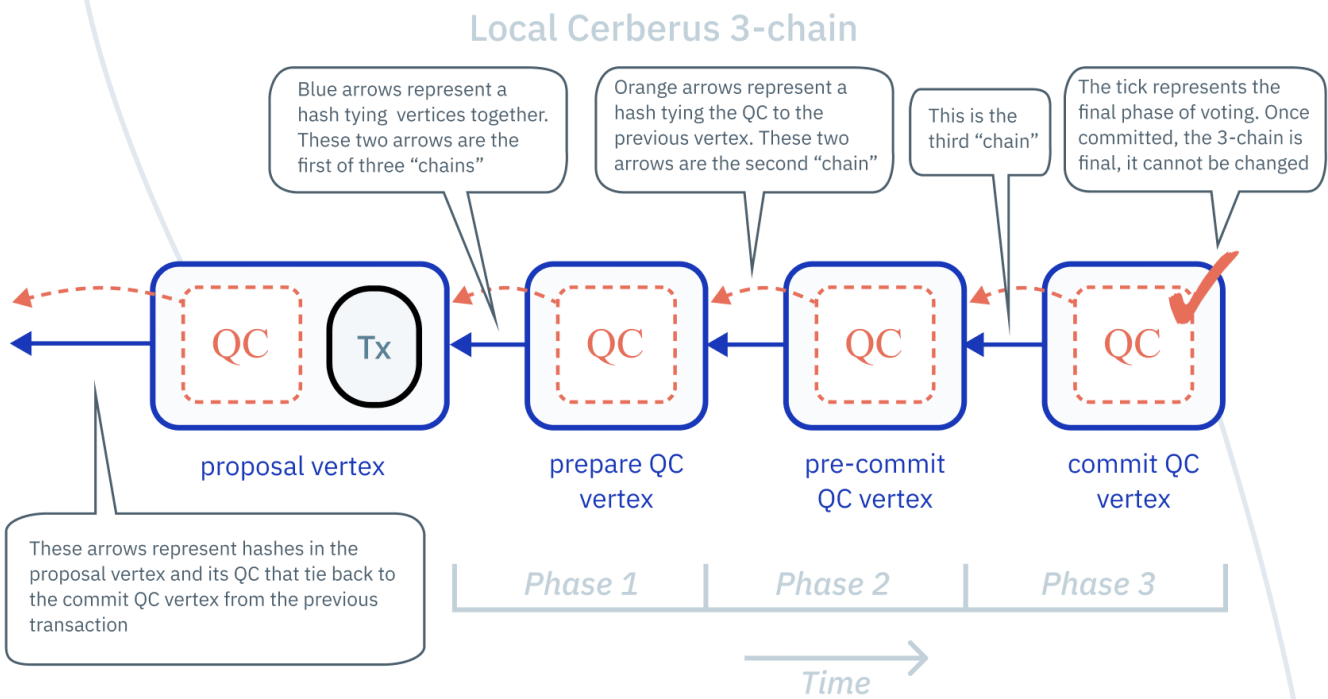 Local Cerberus 3-chain
Blue arrows represent a
hash tying vertices together.
These two arrows are the
first of three “chains”
Orange arrows represent a
hash tying the QC to the
previous vertex. These two
arrows are the second “chain”
This is the
third “chain”
The tick represents the
final phase of voting. Once
committed, the 3-chain is
final, it cannot be changed
QC
Tx
QC
QC
QC
proposal vertex
prepare QC
vertex
pre-commit
QC vertex
commit QC
vertex
These arrows represent hashes in the
proposal vertex and its QC that tie back to
the commit QC vertex from the previous
transaction
Phase 1
Phase 2
Phase 3
Time